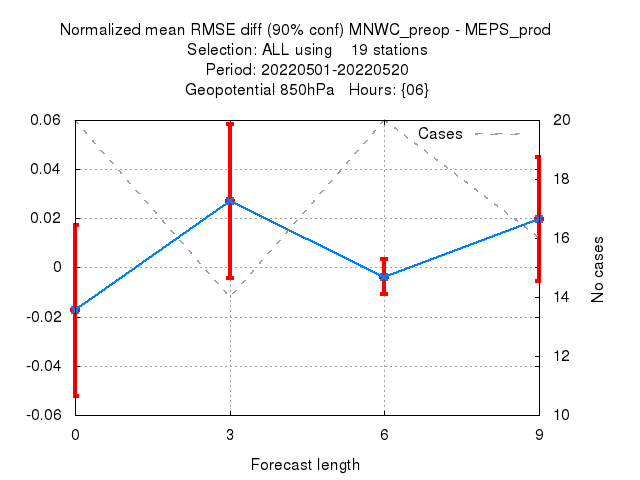 Normalized mean RMSE diff (90% conf) MNWC_preop - MEPS_prod
Selection: ALL using    19 stations
Period: 20220501-20220520
Geopotential 850hPa   Hours: {06}
Cases
0.06
0.04
0.02
0
-0.02
-0.04
-0.06
20
18
16
14
12
10
No cases
0 3 6 9
Forecast length